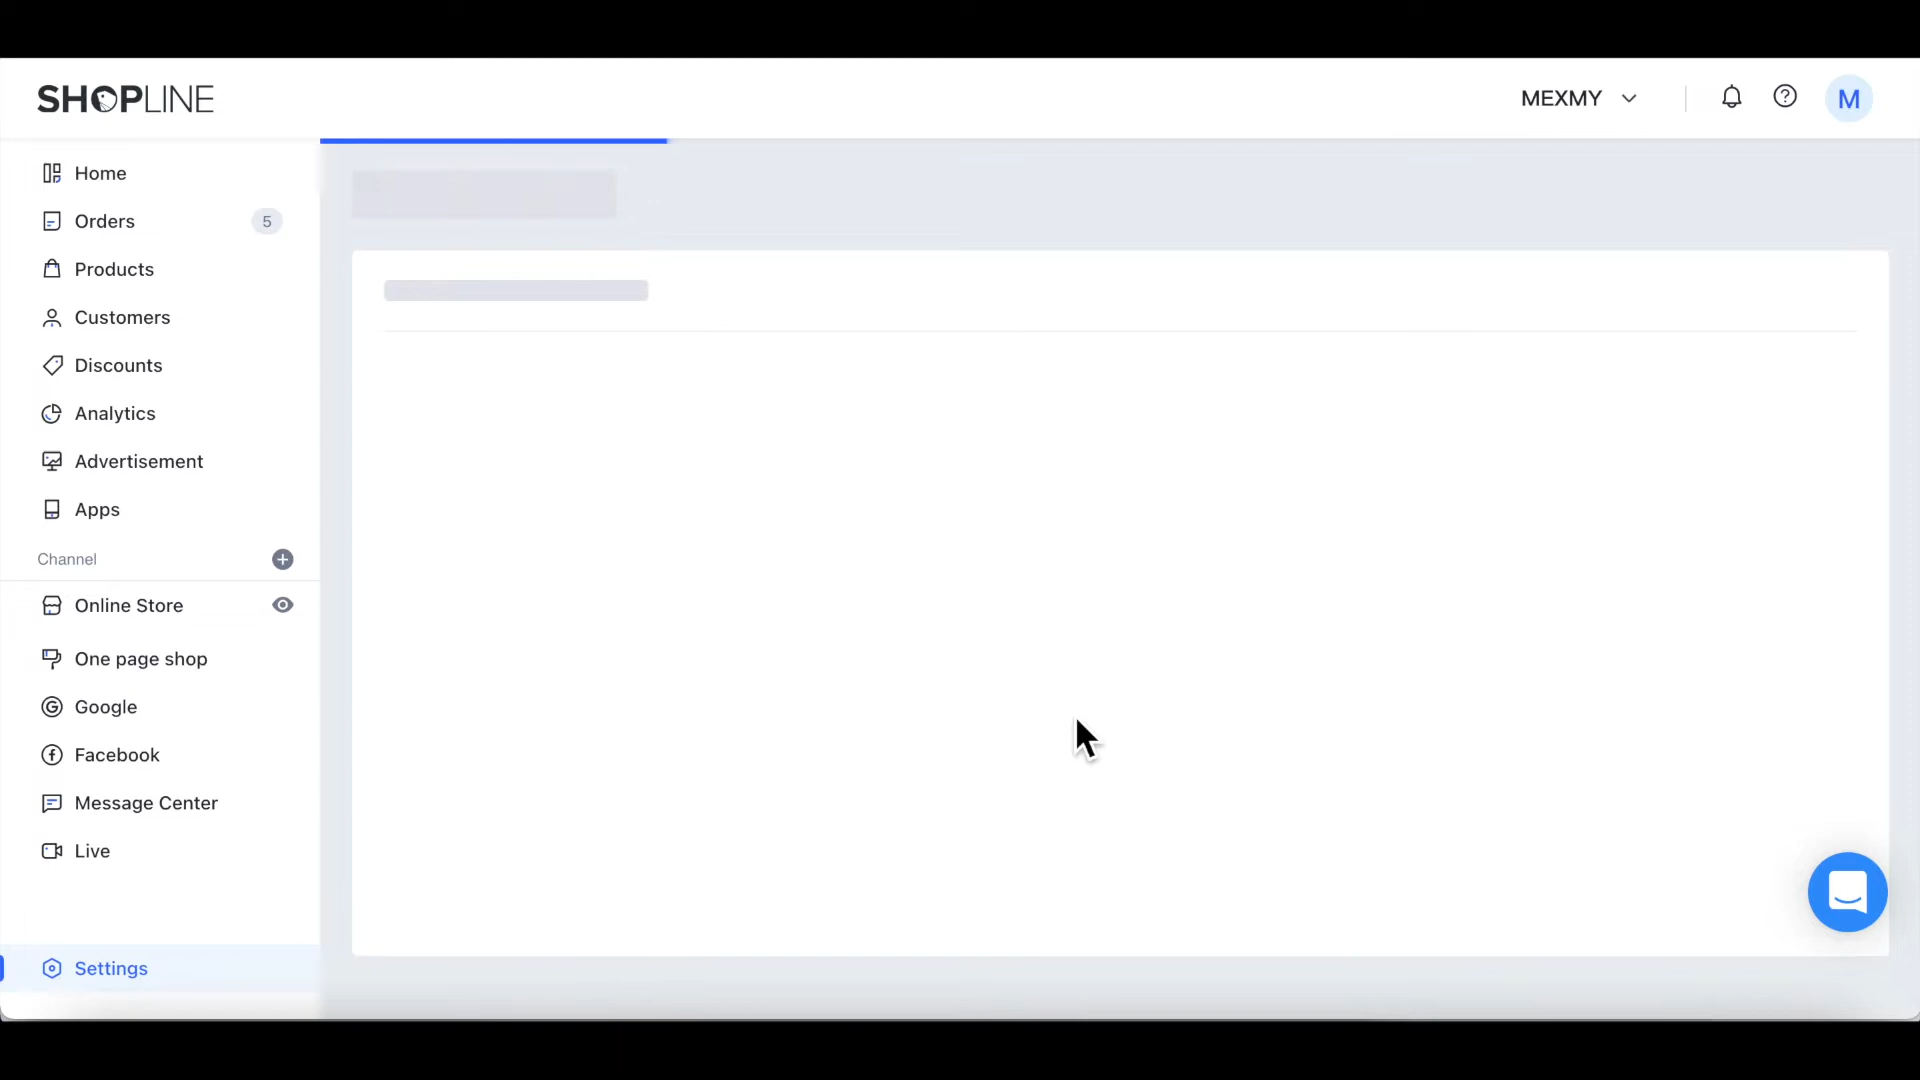 SHOPLINE
MEXMY
M
Home
Orders
5
Products
Customers
Discounts
Analytics
Advertisement
Apps
Channel
Online Store
One page shop
Google
Facebook
Message Center
Live
Settings